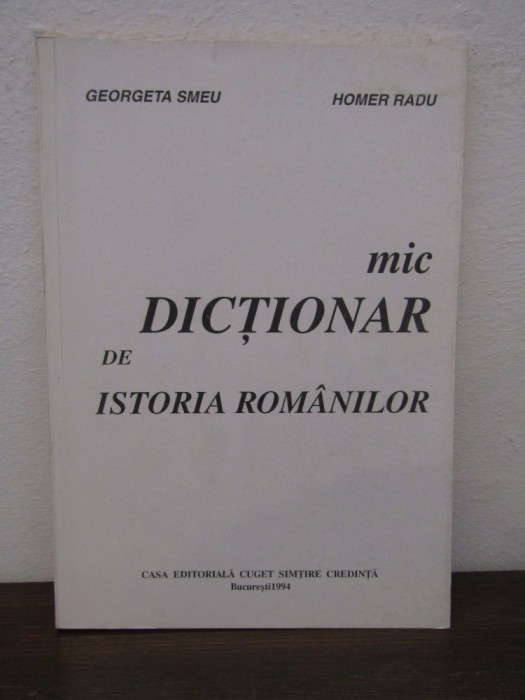 GEORGETA SMEU HOMER RADU
mic
DICȚIONAR
DE
ISTORIA ROMÂNILOR
CASA EDITORIALĂ CUGET SIMȚIRE CREDINȚĂ
București1994